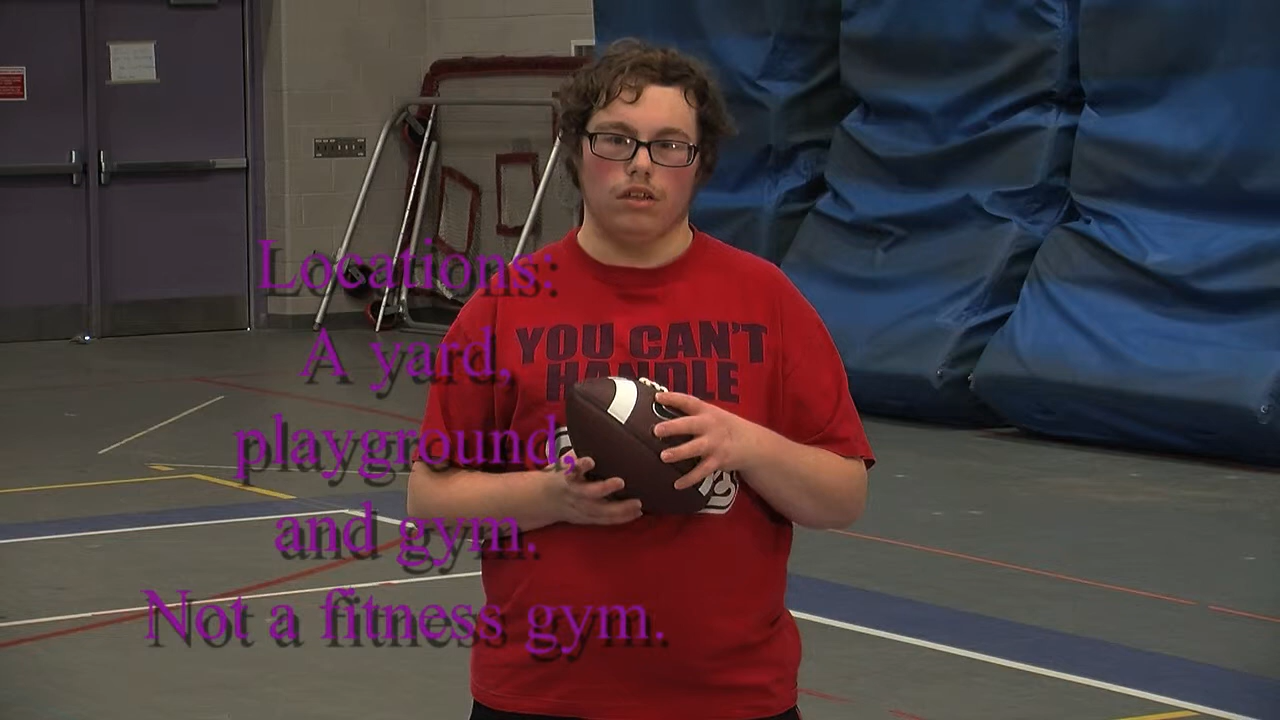 Locations:
A yard,
playground,
and gym.
Not a fitness gym.
YOU CAN'T
HANDLE